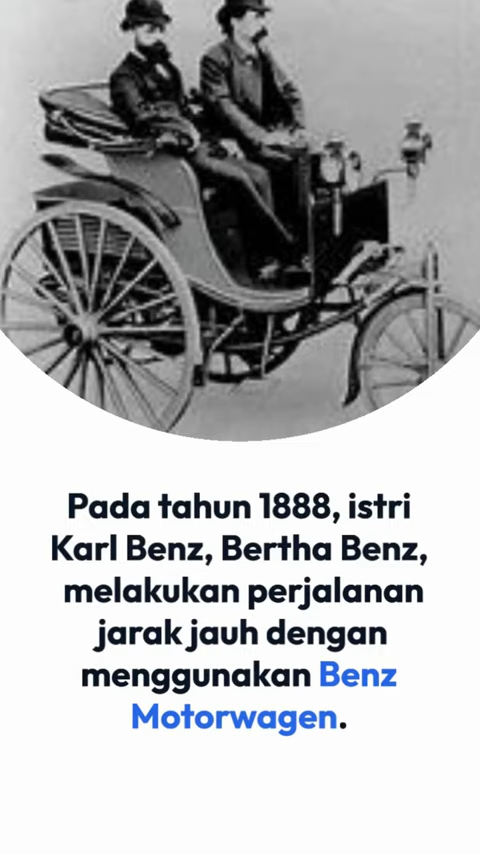 Pada tahun 1888, istri
Karl Benz, Bertha Benz,
melakukan perjalanan
jarak jauh dengan
menggunakan Benz
Motorwagen.